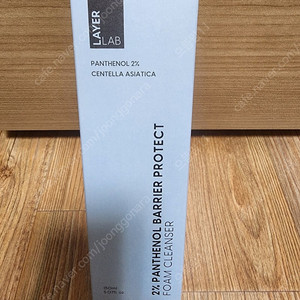 LAYER
LAB
PANTHENOL 2%
CENTELLA ASIATICA
2% PANTHENOL BARRIER PROTECT
FOAM CLEANSER